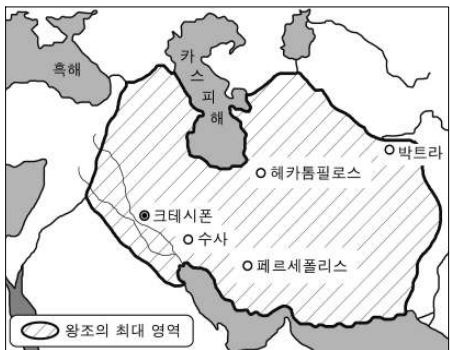 흑해
카스피해
박트라
헤카톰필로스
크테시폰
수사
페르세폴리스
왕조의 최대 영역